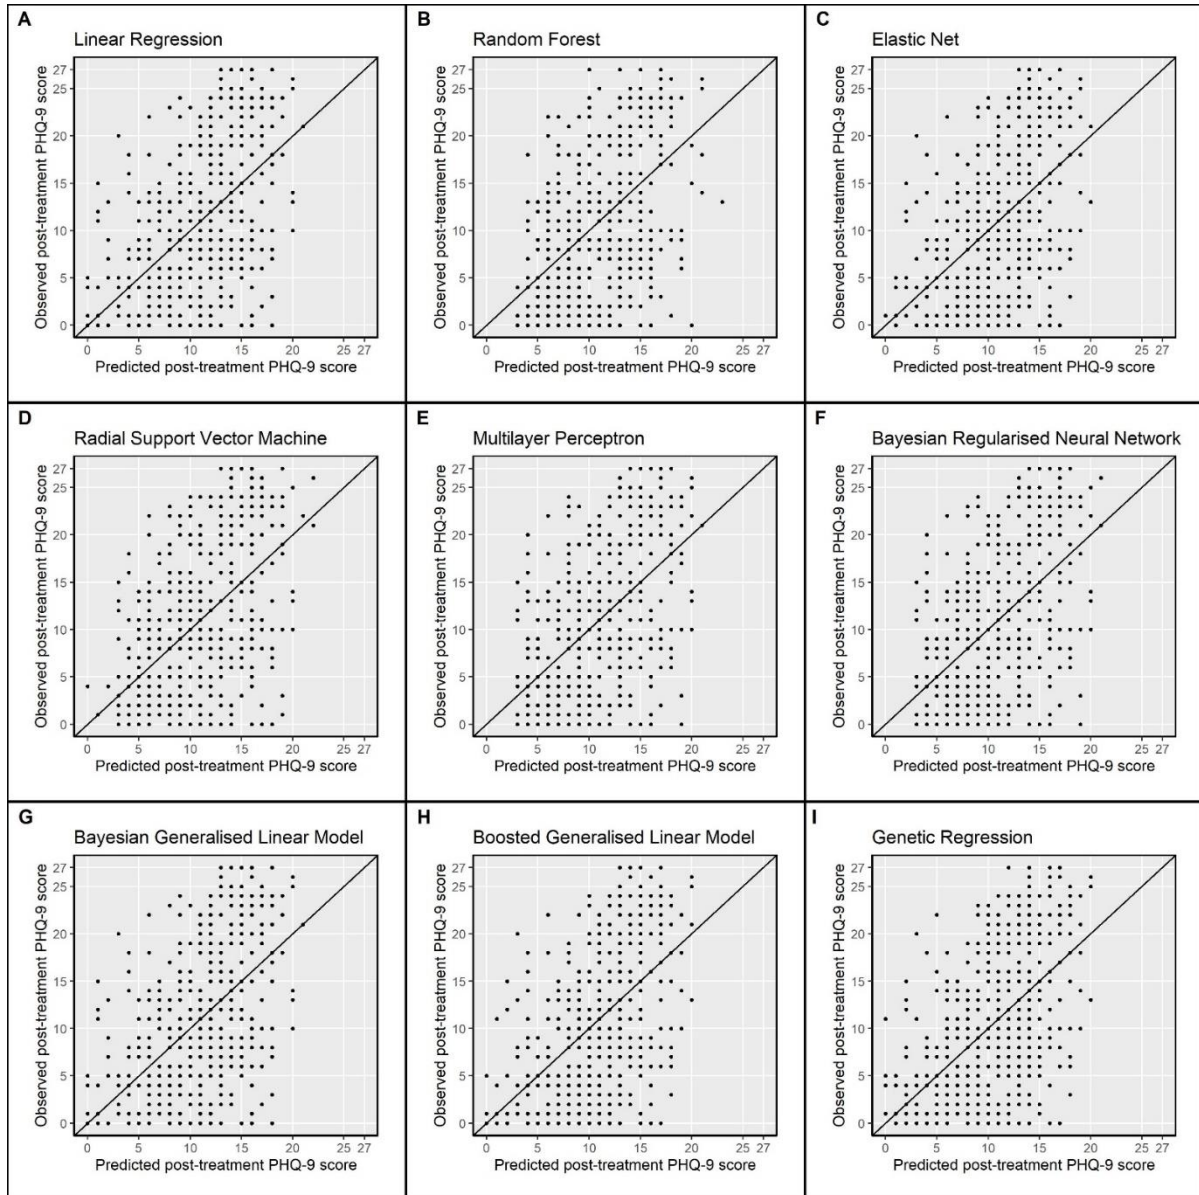 A
Linear Regression
Observed post-treatment PHQ-9 score
27
25
20
15
10
5
0
0 5 10 15 20 25 27
Predicted post-treatment PHQ-9 score
B
Random Forest
Observed post-treatment PHQ-9 score
27
25
20
15
10
5
0
0 5 10 15 20 25 27
Predicted post-treatment PHQ-9 score
C
Elastic Net
Observed post-treatment PHQ-9 score
27
25
20
15
10
5
0
0 5 10 15 20 25 27
Predicted post-treatment PHQ-9 score
D
Radial Support Vector Machine
Observed post-treatment PHQ-9 score
27
25
20
15
10
5
0
0 5 10 15 20 25 27
Predicted post-treatment PHQ-9 score
E
Multilayer Perceptron
Observed post-treatment PHQ-9 score
27
25
20
15
10
5
0
0 5 10 15 20 25 27
Predicted post-treatment PHQ-9 score
F
Bayesian Regularised Neural Network
Observed post-treatment PHQ-9 score
27
25
20
15
10
5
0
0 5 10 15 20 25 27
Predicted post-treatment PHQ-9 score
G
Bayesian Generalised Linear Model
Observed post-treatment PHQ-9 score
27
25
20
15
10
5
0
0 5 10 15 20 25 27
Predicted post-treatment PHQ-9 score
H
Boosted Generalised Linear Model
Observed post-treatment PHQ-9 score
27
25
20
15
10
5
0
0 5 10 15 20 25 27
Predicted post-treatment PHQ-9 score
I
Genetic Regression
Observed post-treatment PHQ-9 score
27
25
20
15
10
5
0
0 5 10 15 20 25 27
Predicted post-treatment PHQ-9 score